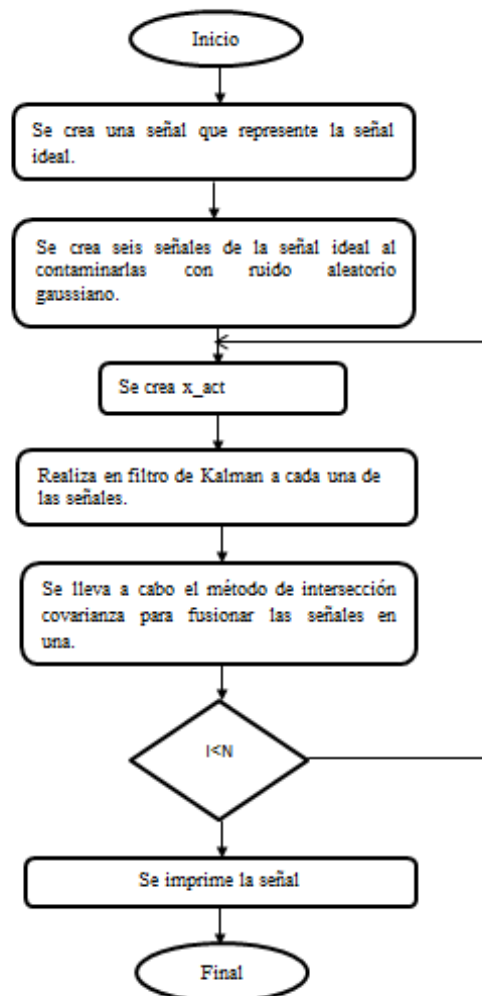 Inicio
Se crea una señal que represente la señal
ideal.
Se crea seis señales de la señal ideal al
contaminarlas con ruido aleatorio
gaussiano.
Se crea x_act
Realiza en filtro de Kalman a cada una de
las señales.
Se lleva a cabo el método de intersección
covarianza para fusionar las señales en
una.
I<N
Se imprime la señal
Final